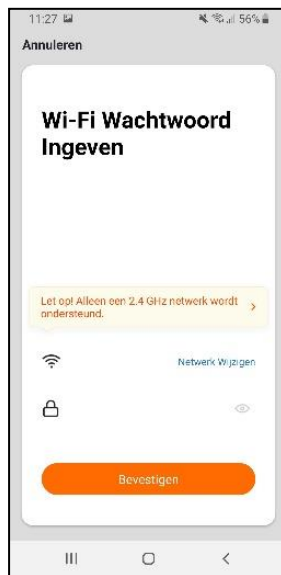 11:27 56%
Annuleren
Wi-Fi Wachtwoord
Ingeven
Let op! Alleen een 2.4 GHz netwerk wordt
ondersteund.
Netwerk Wijzigen
Bevestigen